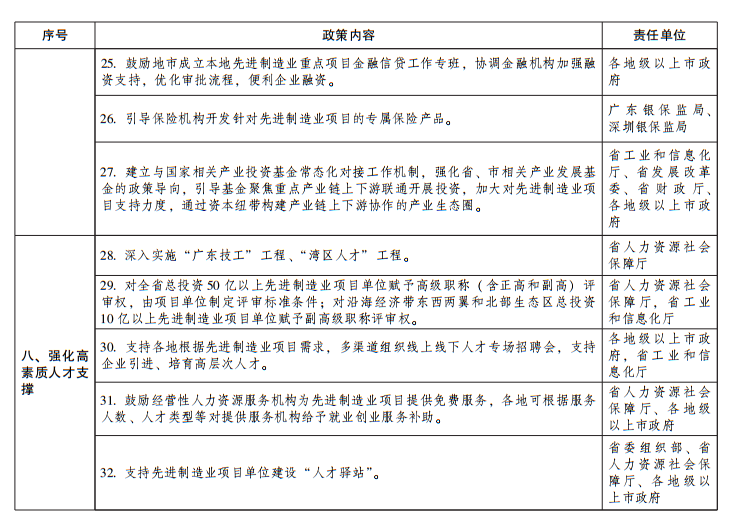 序号
政策内容
责任单位
25. 鼓励地市成立本地先进制造业重点项目金融信贷工作专班，协调金融机构加强融
资支持，优化审批流程，便利企业融资。
各地级以上市政
府
26. 引导保险机构开发针对先进制造业项目的专属保险产品。
广东银保监局、
深圳银保监局
27. 建立与国家相关产业投资基金常态化对接工作机制，强化省、市相关产业发展基
金的政策导向，引导基金聚焦重点产业链上下游联通开展投资，加大对先进制造业项
目支持力度，通过资本纽带构建产业链上下游协作的产业生态圈。
省工业和信息化
厅、省发展改革
委、省财政厅、
各地级以上市政
府
八、强化高
素质人才支
撑
28. 深入实施“广东技工”工程、“湾区人才”工程。
省人力资源社会
保障厅
29. 对全省总投资50亿以上先进制造业项目单位赋予高级职称（含正高和副高）评
审权，由项目单位制定评审标准条件；对沿海经济带东西两翼和北部生态区总投资
10亿以上先进制造业项目单位赋予副高级职称评审权。
省人力资源社会
保障厅，省工业
和信息化厅
30. 支持各地根据先进制造业项目需求，多渠道组织线上线下人才专场招聘会，支持
企业引进、培育高层次人才。
各地级以上市政
府，省工业和信
息化厅
31. 鼓励经营性人力资源服务机构为先进制造业项目提供免费服务，各地可根据服务
人数、人才类型等对提供服务机构给予就业创业服务补助。
省人力资源社会
保障厅、各地级
以上市政府
32. 支持先进制造业项目单位建设“人才驿站”。
省委组织部、省
人力资源社会保
障厅、各地级以
上市政府